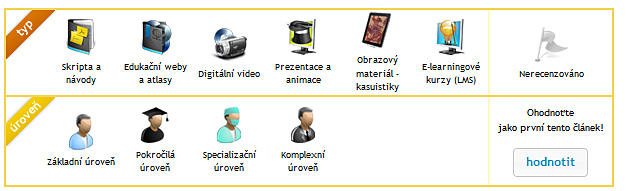 typ
Skripta a
návody
Edukační weby
a atlasy
Digitální video
Prezentace a
animace
Obrazový
materiál -
kasuistiky
E-learningové
kurzy (LMS)
Nerecenzováno
úroveň
Základní úroveň
Pokročilá
úroveň
Specializační
úroveň
Komplexní
úroveň
Ohodnoťte
jako první tento článek!
hodnotit